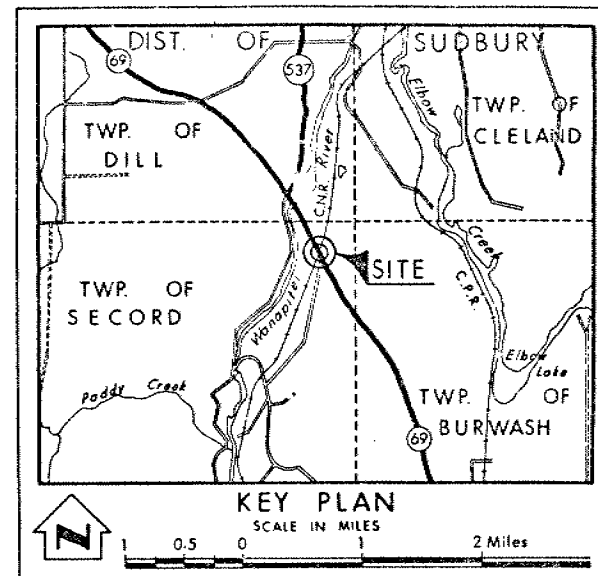 DIST. OF SUDBURY
69
537
Elbow
TWP. OF
CLELAND
TWP. OF
DILL
C.N.R. River
Creek
SITE
C.P.R.
TWP. OF
SECORD
Wanapitei
Elbow
Lake
Paddy Creek
TWP. OF
BURWASH
69
KEY PLAN
SCALE IN MILES
N
1 0.5 0 1 2 Miles